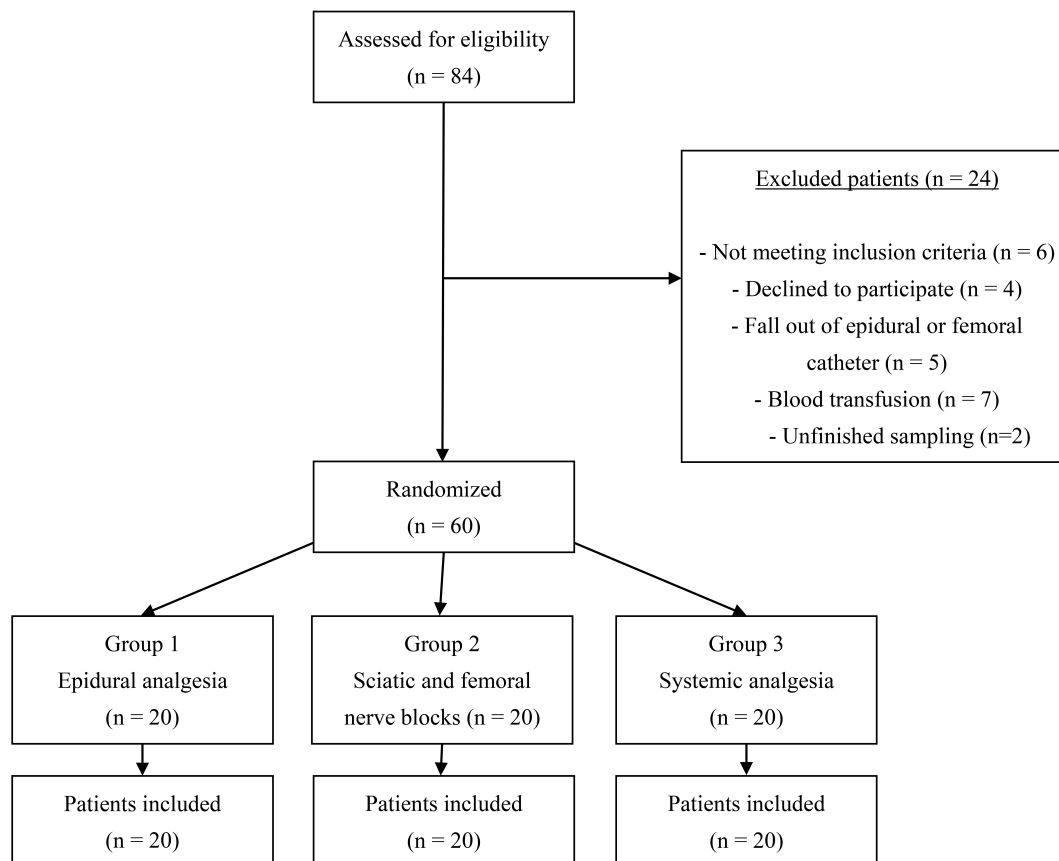 Assessed for eligibility
(n = 84)
Excluded patients (n = 24)
- Not meeting inclusion criteria (n = 6)
- Declined to participate (n = 4)
- Fall out of epidural or femoral
catheter (n = 5)
- Blood transfusion (n = 7)
- Unfinished sampling (n=2)
Randomized
(n = 60)
Group 1
Epidural analgesia
(n = 20)
Group 2
Sciatic and femoral
nerve blocks (n = 20)
Group 3
Systemic analgesia
(n = 20)
Patients included
(n = 20)
Patients included
(n = 20)
Patients included
(n = 20)